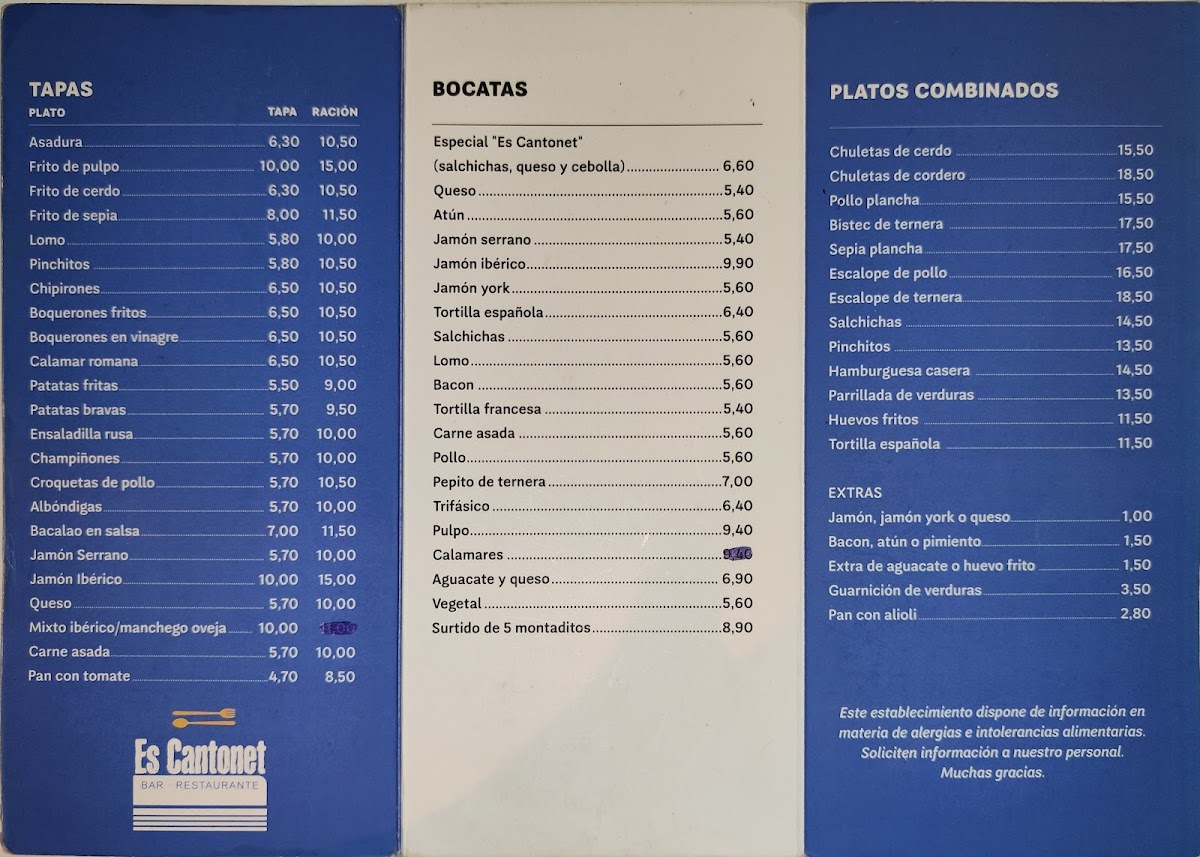 TAPAS
PLATO TAPA RACIÓN
Asadura 6,30 10,50
Frito de pulpo 10,00 15,00
Frito de cerdo 6,30 10,50
Frito de sepia 8,00 11,50
Lomo 5,80 10,00
Pinchitos 5,80 10,50
Chipirones 6,50 10,50
Boquerones fritos 6,50 10,50
Boquerones en vinagre 6,50 10,50
Calamar romana 6,50 10,50
Patatas fritas 5,50 9,00
Patatas bravas 5,70 9,50
Ensaladilla rusa 5,70 10,00
Champiñones 5,70 10,00
Croquetas de pollo 5,70 10,50
Albóndigas 5,70 10,00
Bacalao en salsa 7,00 11,50
Jamón Serrano 5,70 10,00
Jamón Ibérico 10,00 15,00
Queso 5,70 10,00
Mixto ibérico/manchego oveja 10,00
Carne asada 5,70 10,00
Pan con tomate 4,70 8,50
Es Cantonet
BAR · RESTAURANTE
BOCATAS
Especial "Es Cantonet"
(salchichas, queso y cebolla) 6,60
Queso 5,40
Atún 5,60
Jamón serrano 5,40
Jamón ibérico 9,90
Jamón york 5,60
Tortilla española 6,40
Salchichas 5,60
Lomo 5,60
Bacon 5,60
Tortilla francesa 5,40
Carne asada 5,60
Pollo 5,60
Pepito de ternera 7,00
Trifásico 6,40
Pulpo 9,40
Calamares
Aguacate y queso 6,90
Vegetal 5,60
Surtido de 5 montaditos 8,90
PLATOS COMBINADOS
Chuletas de cerdo 15,50
Chuletas de cordero 18,50
Pollo plancha 15,50
Bistec de ternera 17,50
Sepia plancha 17,50
Escalope de pollo 16,50
Escalope de ternera 18,50
Salchichas 14,50
Pinchitos 13,50
Hamburguesa casera 14,50
Parrillada de verduras 13,50
Huevos fritos 11,50
Tortilla española 11,50
EXTRAS
Jamón, jamón york o queso 1,00
Bacon, atún o pimiento 1,50
Extra de aguacate o huevo frito 1,50
Guarnición de verduras 3,50
Pan con alioli 2,80
Este establecimiento dispone de información en
materia de alergias e intolerancias alimentarias.
Soliciten información a nuestro personal.
Muchas gracias.